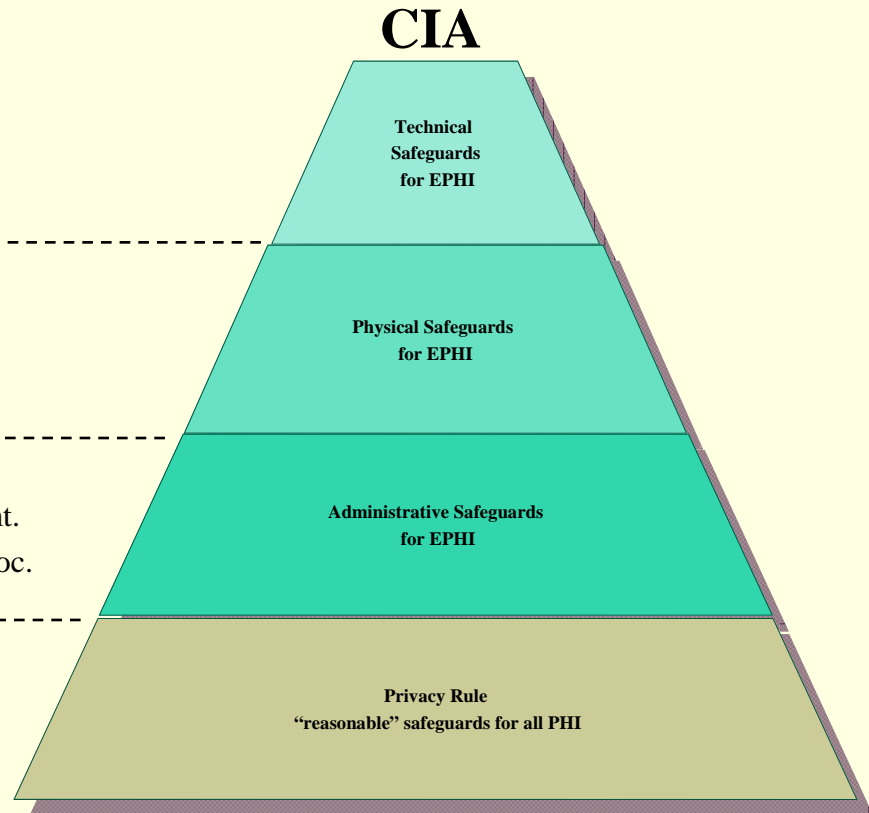 CIA
Technical
Safeguards
for EPHI
Physical Safeguards
for EPHI
Administrative Safeguards
for EPHI
oc.
Privacy Rule
“reasonable” safeguards for all PHI